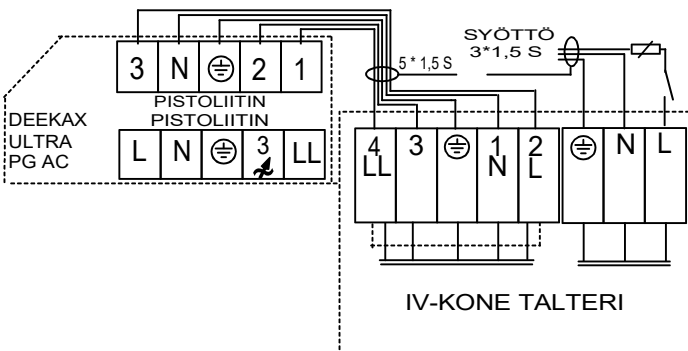 SYÖTTÖ
3*1,5 S
5 * 1,5 S
3 N 2 1
PISTOLIITIN
PISTOLIITIN
DEEKAX
ULTRA
PG AC
L N 3 LL
4 3 1 2
LL N L
N L
IV-KONE TALTERI